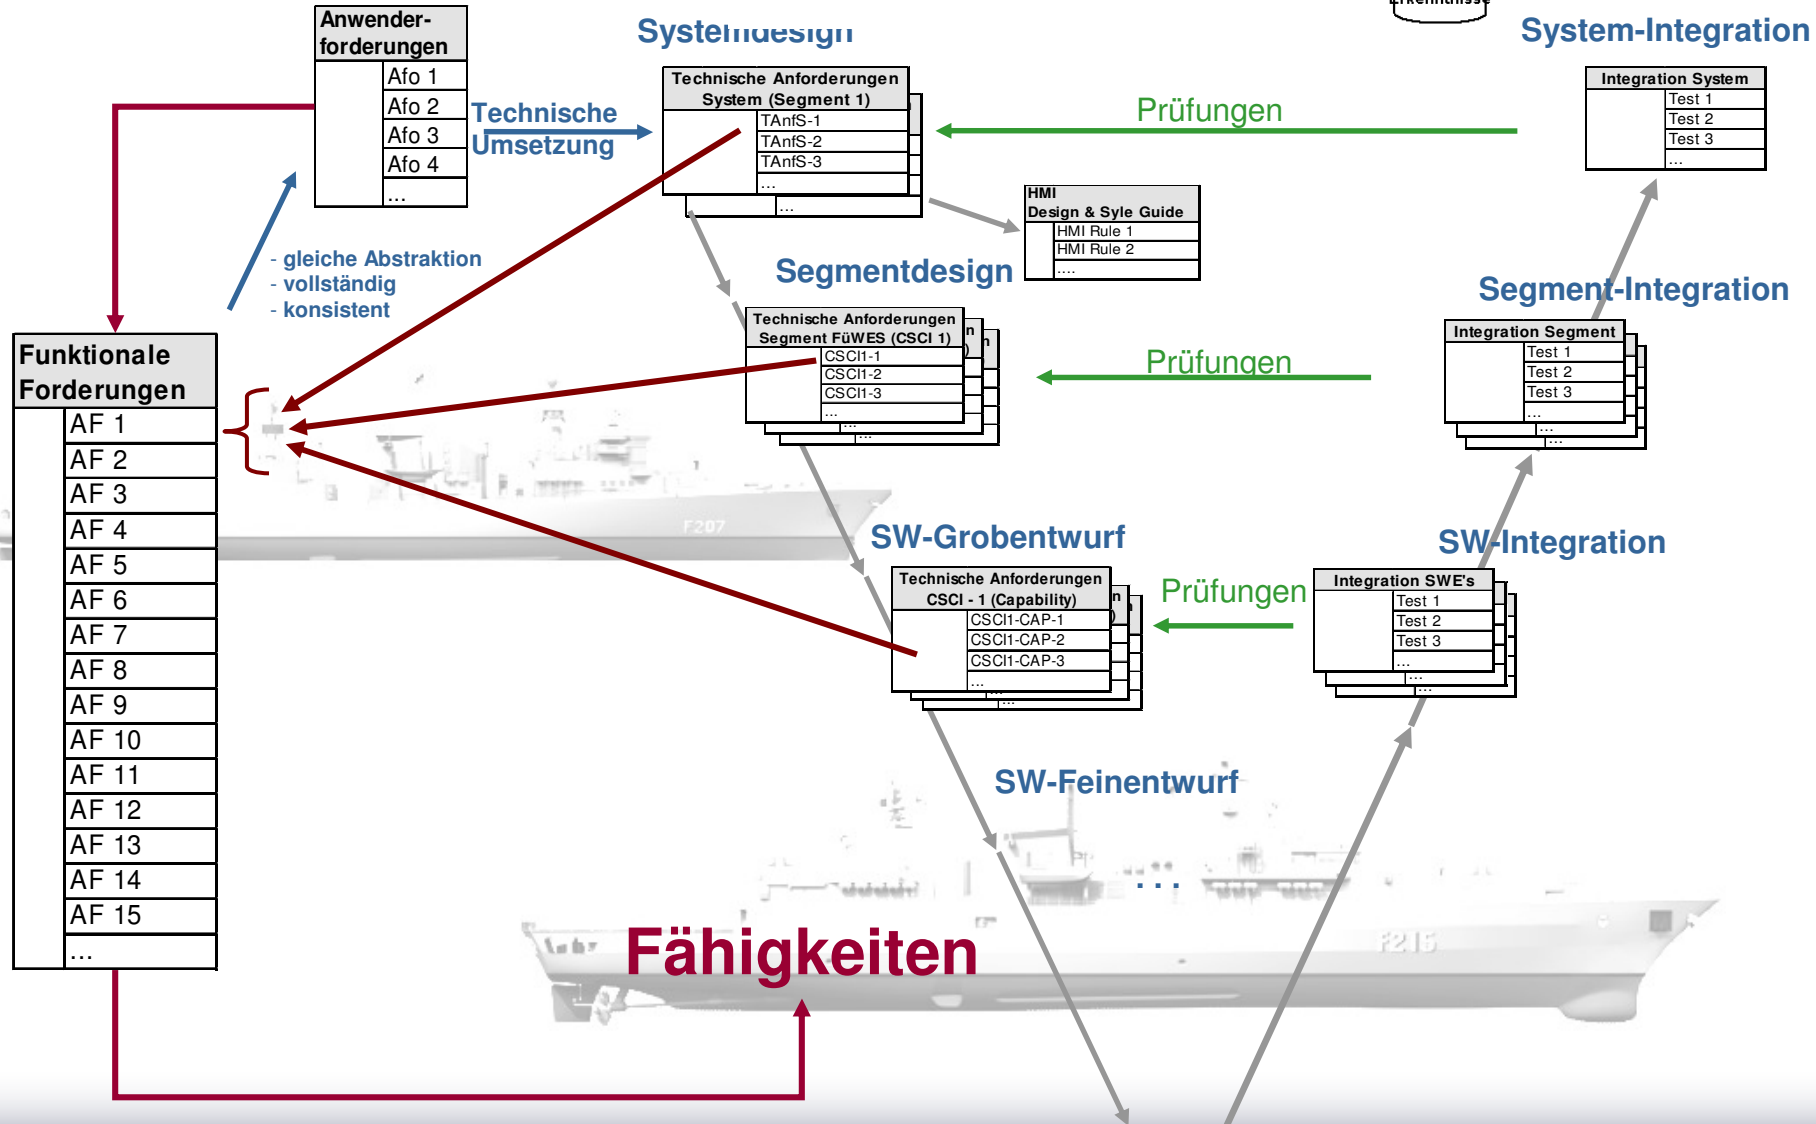 Anwender-
forderungen
Afo 1
Afo 2
Afo 3
Afo 4
...
Technische
Umsetzung
- gleiche Abstraktion
- vollständig
- konsistent
Funktionale
Forderungen
AF 1
AF 2
AF 3
AF 4
AF 5
AF 6
AF 7
AF 8
AF 9
AF 10
AF 11
AF 12
AF 13
AF 14
AF 15
...
Systemdesign
Technische Anforderungen
System (Segment 1)
TAnfS-1
TAnfS-2
TAnfS-3
...
...
HMI
Design & Syle Guide
HMI Rule 1
HMI Rule 2
....
Prüfungen
Erkenntnisse
System-Integration
Integration System
Test 1
Test 2
Test 3
...
Segmentdesign
Technische Anforderungen
Segment FüWES (CSCI 1)
CSCI1-1
CSCI1-2
CSCI1-3
...
...
...
n
)
n
Prüfungen
Segment-Integration
Integration Segment
Test 1
Test 2
Test 3
...
...
...
F207
SW-Grobentwurf
Technische Anforderungen
CSCI - 1 (Capability)
CSCI1-CAP-1
CSCI1-CAP-2
CSCI1-CAP-3
...
...
...
n
)
Prüfungen
SW-Integration
Integration SWE's
Test 1
Test 2
Test 3
...
...
...
SW-Feinentwurf
...
Fähigkeiten
F215